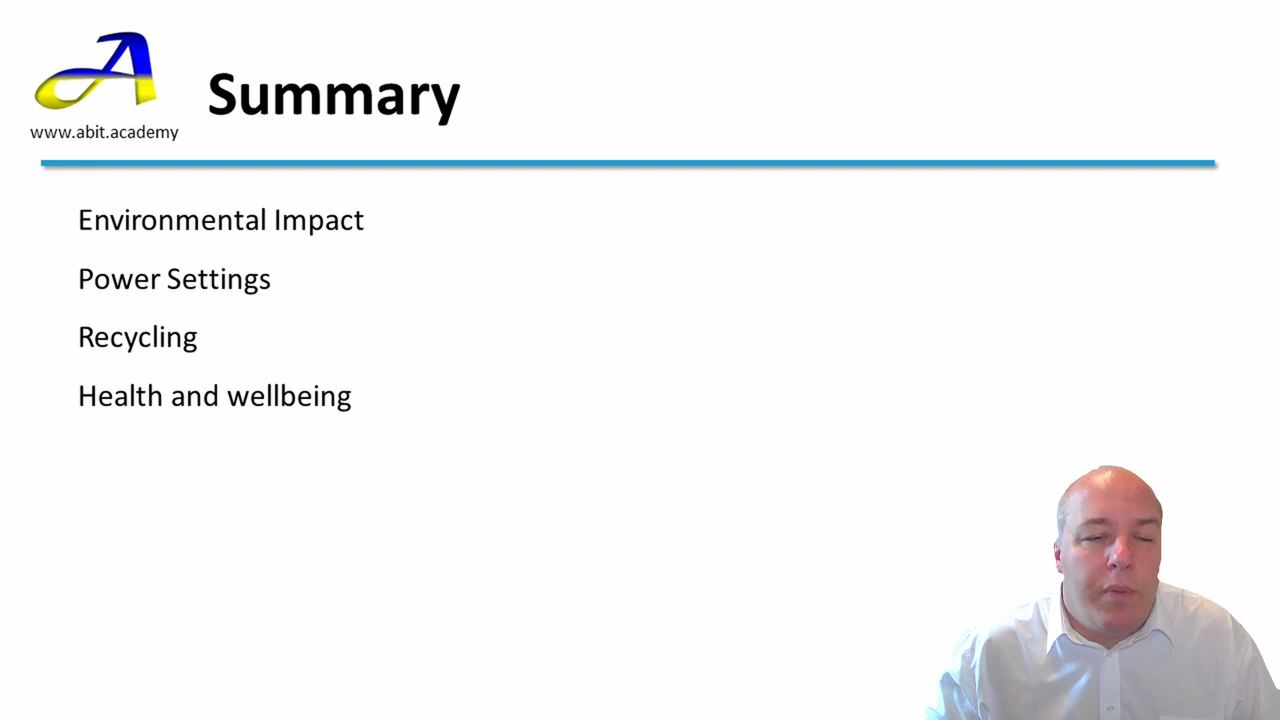 Summary
www.abit.academy
Environmental Impact
Power Settings
Recycling
Health and wellbeing